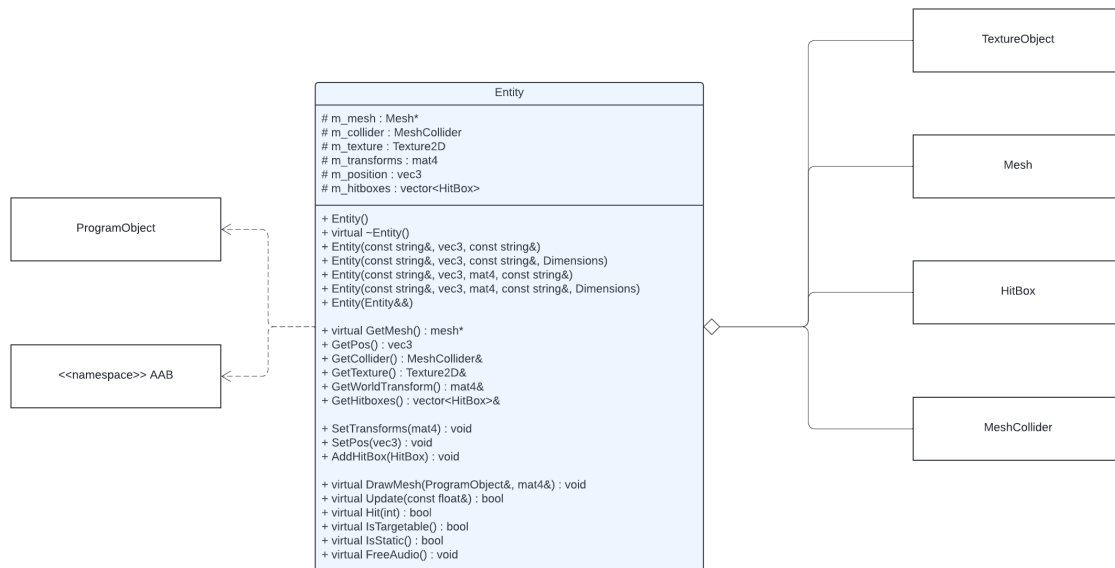 TextureObject
Entity
# m_mesh : Mesh*
# m_collider : MeshCollider
# m_texture : Texture2D
# m_transforms : mat4
# m_position : vec3
# m_hitboxes : vector<HitBox>
Mesh
ProgramObject
+ Entity()
+ virtual ~Entity()
+ Entity(const string&, vec3, const string&)
+ Entity(const string&, vec3, const string&, Dimensions)
+ Entity(const string&, vec3, mat4, const string&)
+ Entity(const string&, vec3, mat4, const string&, Dimensions)
+ Entity(Entity&&)
HitBox
+ virtual GetMesh() : mesh*
+ GetPos() : vec3
+ GetCollider() : MeshCollider&
+ GetTexture() : Texture2D&
+ GetWorldTransform() : mat4&
+ GetHitboxes() : vector<HitBox>&
<<namespace>> AAB
+ SetTransforms(mat4) : void
+ SetPos(vec3) : void
+ AddHitBox(HitBox) : void
MeshCollider
+ virtual DrawMesh(ProgramObject&, mat4&) : void
+ virtual Update(const float&) : bool
+ virtual Hit(int) : bool
+ virtual IsTargetable() : bool
+ virtual IsStatic() : bool
+ virtual FreeAudio() : void